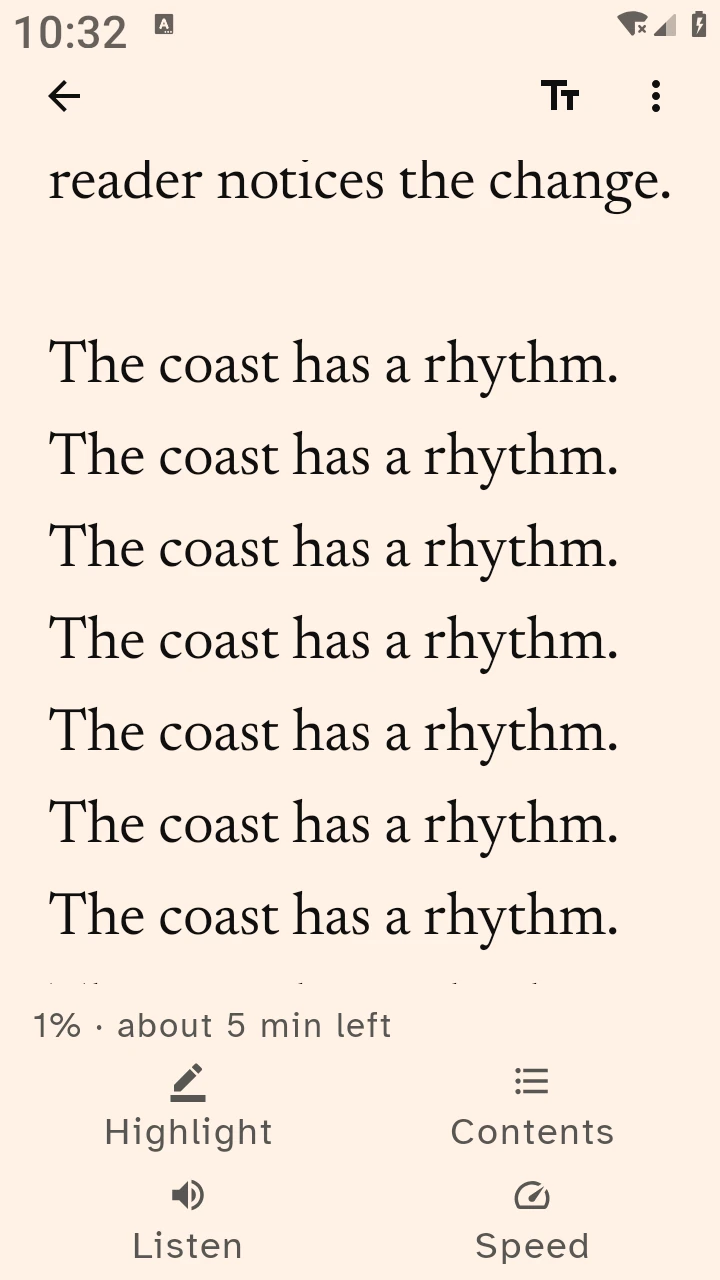 10:32
reader notices the change.
The coast has a rhythm.
The coast has a rhythm.
The coast has a rhythm.
The coast has a rhythm.
The coast has a rhythm.
The coast has a rhythm.
The coast has a rhythm.
1% · about 5 min left
Highlight
Contents
Listen
Speed